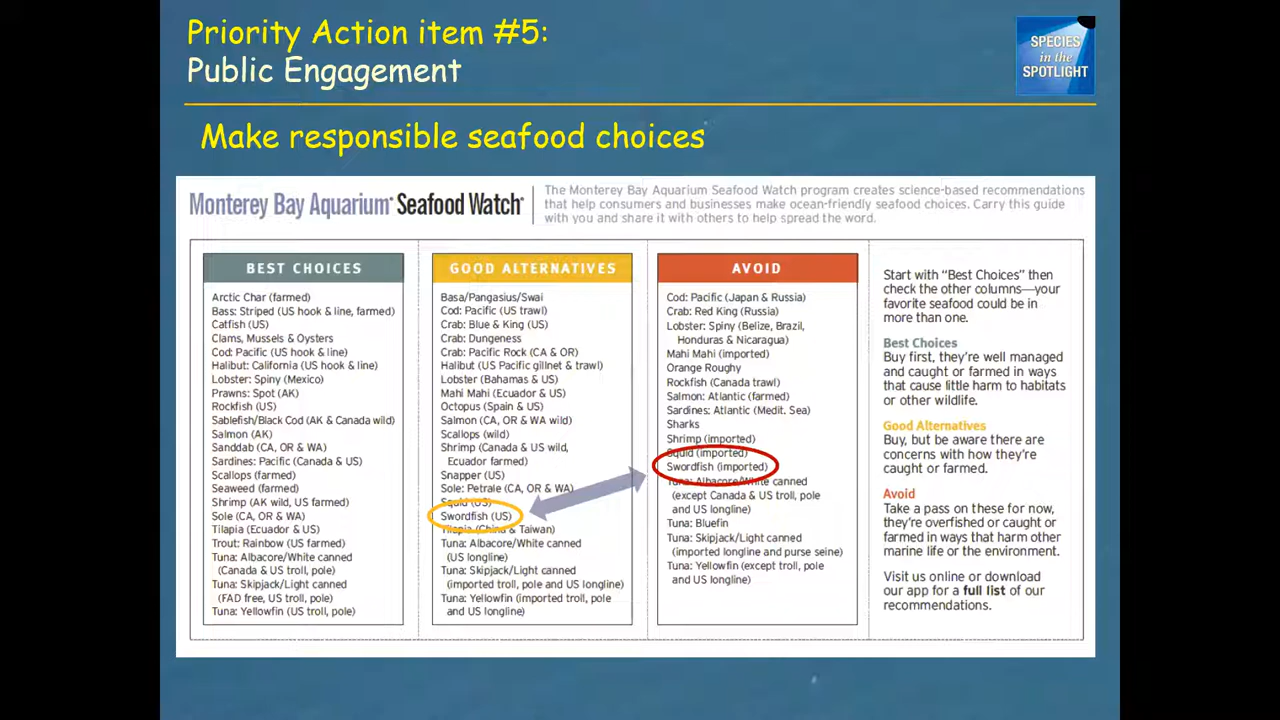 Priority Action item #5:
Public Engagement
SPECIES
in the
SPOTLIGHT
Make responsible seafood choices
Monterey Bay Aquarium® Seafood Watch®
The Monterey Bay Aquarium Seafood Watch program creates science-based recommendations
that help consumers and businesses make ocean-friendly seafood choices. Carry this guide
with you and share it with others to help spread the word.
BEST CHOICES
Arctic Char (farmed)
Bass: Striped (US hook & line, farmed)
Catfish (US)
Clams, Mussels & Oysters
Cod: Pacific (US hook & line)
Halibut: California (US hook & line)
Lobster: Spiny (Mexico)
Prawns: Spot (AK)
Rockfish (US)
Sablefish/Black Cod (AK & Canada wild)
Salmon (AK)
Sanddab (CA, OR & WA)
Sardines: Pacific (Canada & US)
Scallops (farmed)
Seaweed (farmed)
Shrimp (AK wild, US farmed)
Sole (CA, OR & WA)
Tilapia (Ecuador & US)
Trout: Rainbow (US farmed)
Tuna: Albacore/White canned
(Canada & US troll, pole)
Tuna: Skipjack/Light canned
(FAD free, US troll, pole)
Tuna: Yellowfin (US troll, pole)
GOOD ALTERNATIVES
Basa/Pangasius/Swai
Cod: Pacific (US trawl)
Crab: Blue & King (US)
Crab: Dungeness
Crab: Pacific Rock (CA & OR)
Halibut (US Pacific gillnet & trawl)
Lobster (Bahamas & US)
Mahi Mahi (Ecuador & US)
Octopus (Spain & US)
Salmon (CA, OR & WA wild)
Scallops (wild)
Shrimp (Canada & US wild,
Ecuador farmed)
Snapper (US)
Sole: Petrale (CA, OR & WA)
Squid (US)
Swordfish (US)
Tilapia (China & Taiwan)
Tuna: Albacore/White canned
(US longline)
Tuna: Skipjack/Light canned
(imported troll, pole and US longline)
Tuna: Yellowfin (imported troll, pole
and US longline)
AVOID
Cod: Pacific (Japan & Russia)
Crab: Red King (Russia)
Lobster: Spiny (Belize, Brazil,
Honduras & Nicaragua)
Mahi Mahi (imported)
Orange Roughy
Rockfish (Canada trawl)
Salmon: Atlantic (farmed)
Sardines: Atlantic (Medit. Sea)
Sharks
Shrimp (imported)
Squid (imported)
Swordfish (imported)
Tuna: Albacore/White canned
(except Canada & US troll, pole
and US longline)
Tuna: Bluefin
Tuna: Skipjack/Light canned
(imported longline and purse seine)
Tuna: Yellowfin (except troll, pole
and US longline)
Start with “Best Choices” then
check the other columns—your
favorite seafood could be in
more than one.
Best Choices
Buy first, they’re well managed
and caught or farmed in ways
that cause little harm to habitats
or other wildlife.
Good Alternatives
Buy, but be aware there are
concerns with how they’re
caught or farmed.
Avoid
Take a pass on these for now,
they’re overfished or caught or
farmed in ways that harm other
marine life or the environment.
Visit us online or download
our app for a full list of our
recommendations.